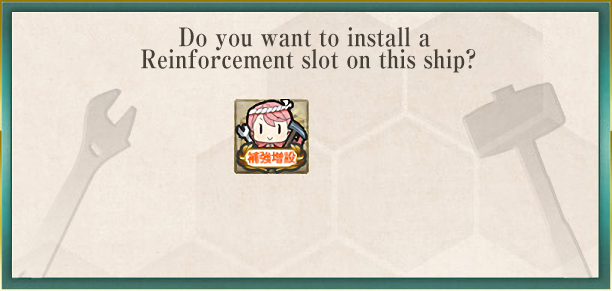 Do you want to install a
Reinforcement slot on this ship?
補強増設